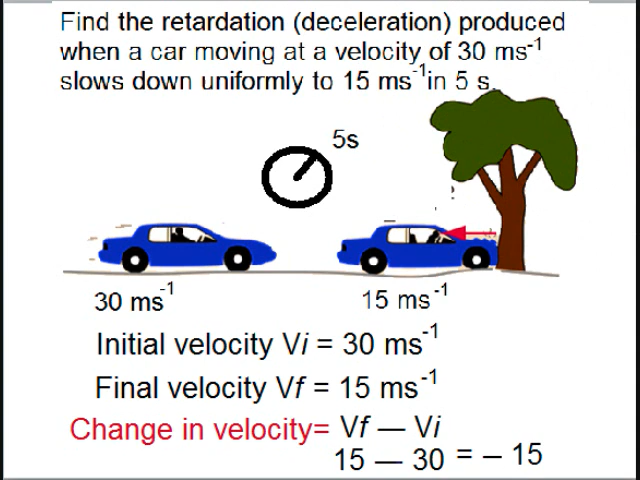 Find the retardation (deceleration) produced
when a car moving at a velocity of 30 ms⁻¹
slows down uniformly to 15 ms⁻¹in 5 s.
5s
30 ms⁻¹
15 ms⁻¹
Initial velocity Vi = 30 ms⁻¹
Final velocity Vf = 15 ms⁻¹
Change in velocity= Vf — Vi
15 — 30 = – 15